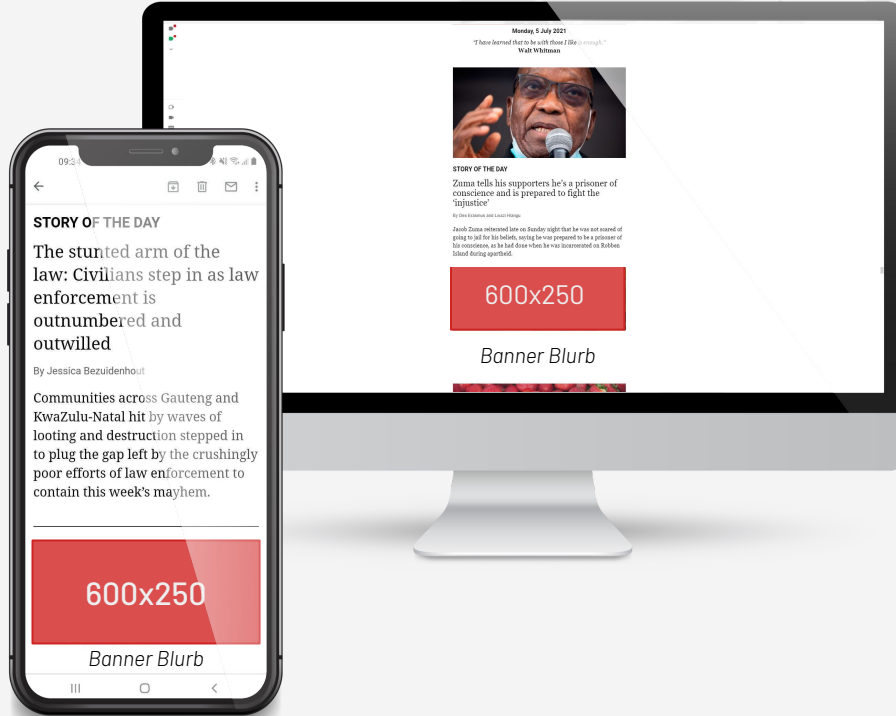 Monday, 5 July 2021
"I have learned that to be with those I like is enough."
Walt Whitman
STORY OF THE DAY
Zuma tells his supporters he's a prisoner of
conscience and is prepared to fight the
'injustice'
By Des Erasmus and
Jacob Zuma reiterated late on Sunday night that he was not scared of
going to jail for his beliefs, saying he was prepared to be a prisoner of
his conscience, as he had done when he was incarcerated on Robben
Island during apartheid.
600x250
Banner Blurb
09:34
STORY OF THE DAY
The stunted arm of the
law: Civilians step in as law
enforcement is
outnumbered and
outwilled
By Jessica Bezuidenhout
Communities across Gauteng and
KwaZulu-Natal hit by waves of
looting and destruction stepped in
to plug the gap left by the crushingly
poor efforts of law enforcement to
contain this week's mayhem.
600x250
Banner Blurb